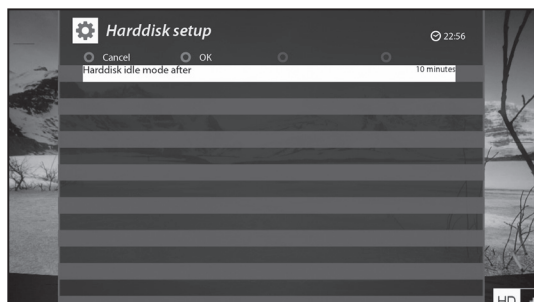 Harddisk setup
22:56
Cancel OK
Harddisk idle mode after 10 minutes
HD